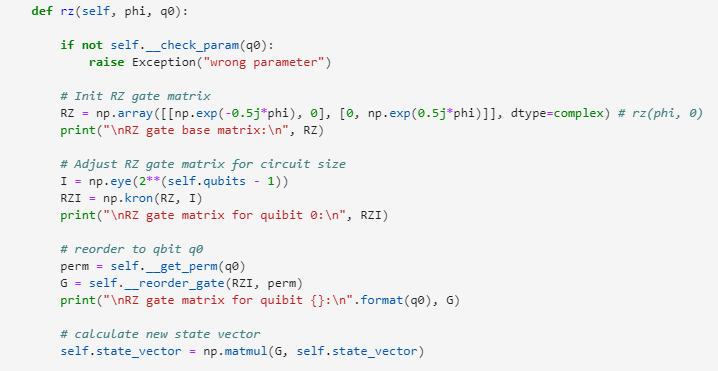 def rz(self, phi, q0):
if not self.__check_param(q0):
raise Exception("wrong parameter")
# Init RZ gate matrix
RZ = np.array([[np.exp(-0.5j*phi), 0], [0, np.exp(0.5j*phi)]], dtype=complex) # rz(phi, 0)
print("\nRZ gate base matrix:\n", RZ)
# Adjust RZ gate matrix for circuit size
I = np.eye(2**(self.qubits - 1))
RZI = np.kron(RZ, I)
print("\nRZ gate matrix for quibit 0:\n", RZI)
# reorder to qbit q0
perm = self.__get_perm(q0)
G = self.__reorder_gate(RZI, perm)
print("\nRZ gate matrix for quibit {}:\n".format(q0), G)
# calculate new state vector
self.state_vector = np.matmul(G, self.state_vector)